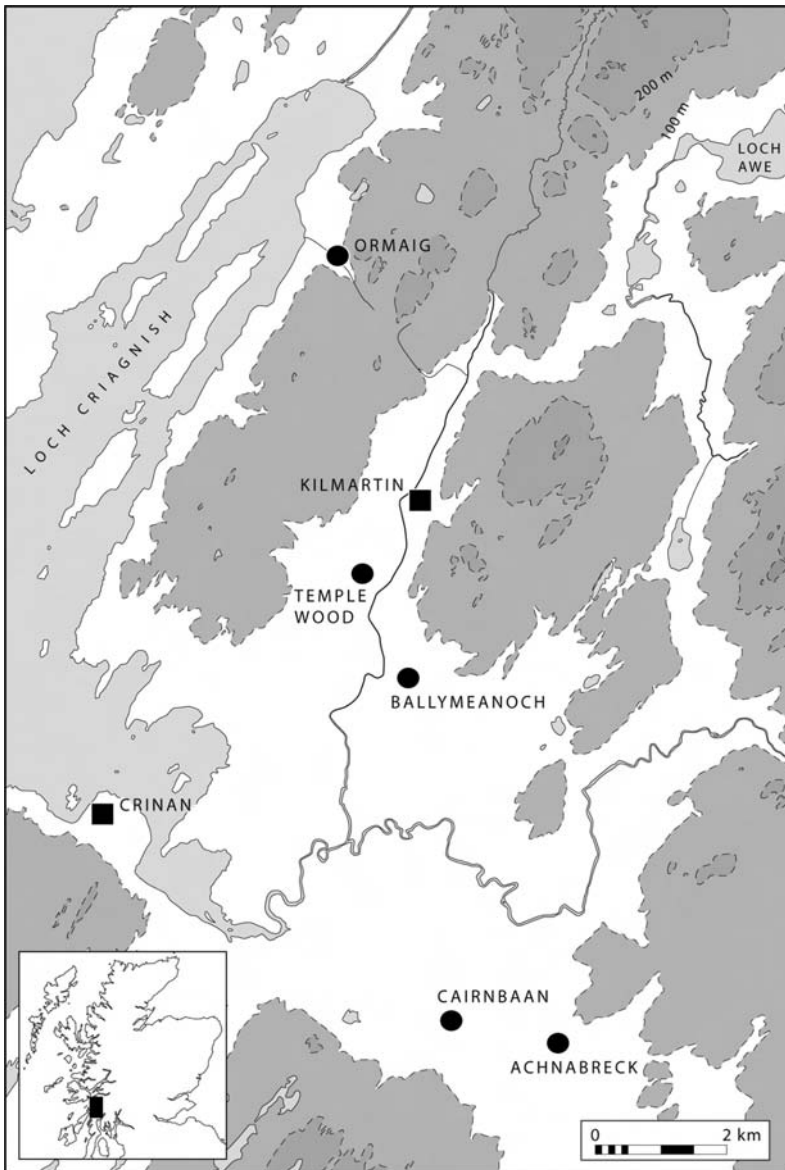 200 m
100 m
LOCH
AWE
ORMAIG
LOCH CRIAGNISH
KILMARTIN
TEMPLE
WOOD
BALLYMEANOCH
CRINAN
CAIRNBAAN
ACHNABRECK
0 2 km